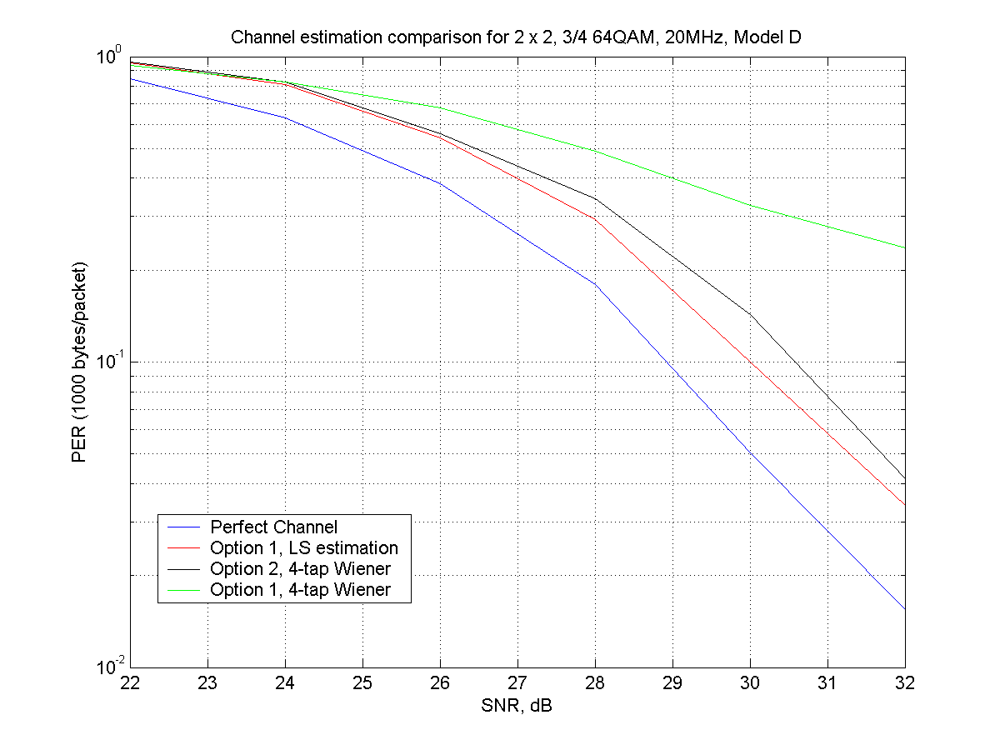 Channel estimation comparison for 2 x 2, 3/4 64QAM, 20MHz, Model D
10^0
10^-1
10^-2
PER (1000 bytes/packet)
Perfect Channel
Option 1, LS estimation
Option 2, 4-tap Wiener
Option 1, 4-tap Wiener
22 23 24 25 26 27 28 29 30 31 32
SNR, dB